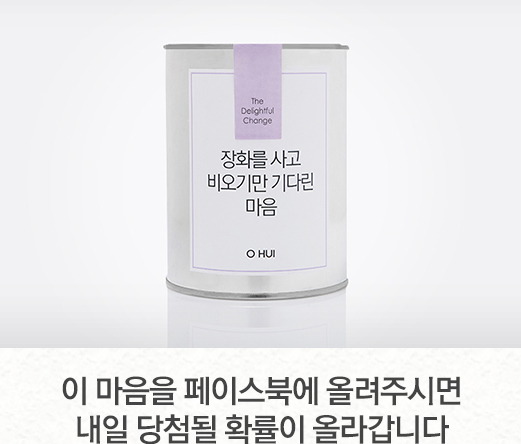 The
Delightful
Change
장화를 사고
비오기만 기다린
마음
O HUI
이 마음을 페이스북에 올려주시면
내일 당첨될 확률이 올라갑니다